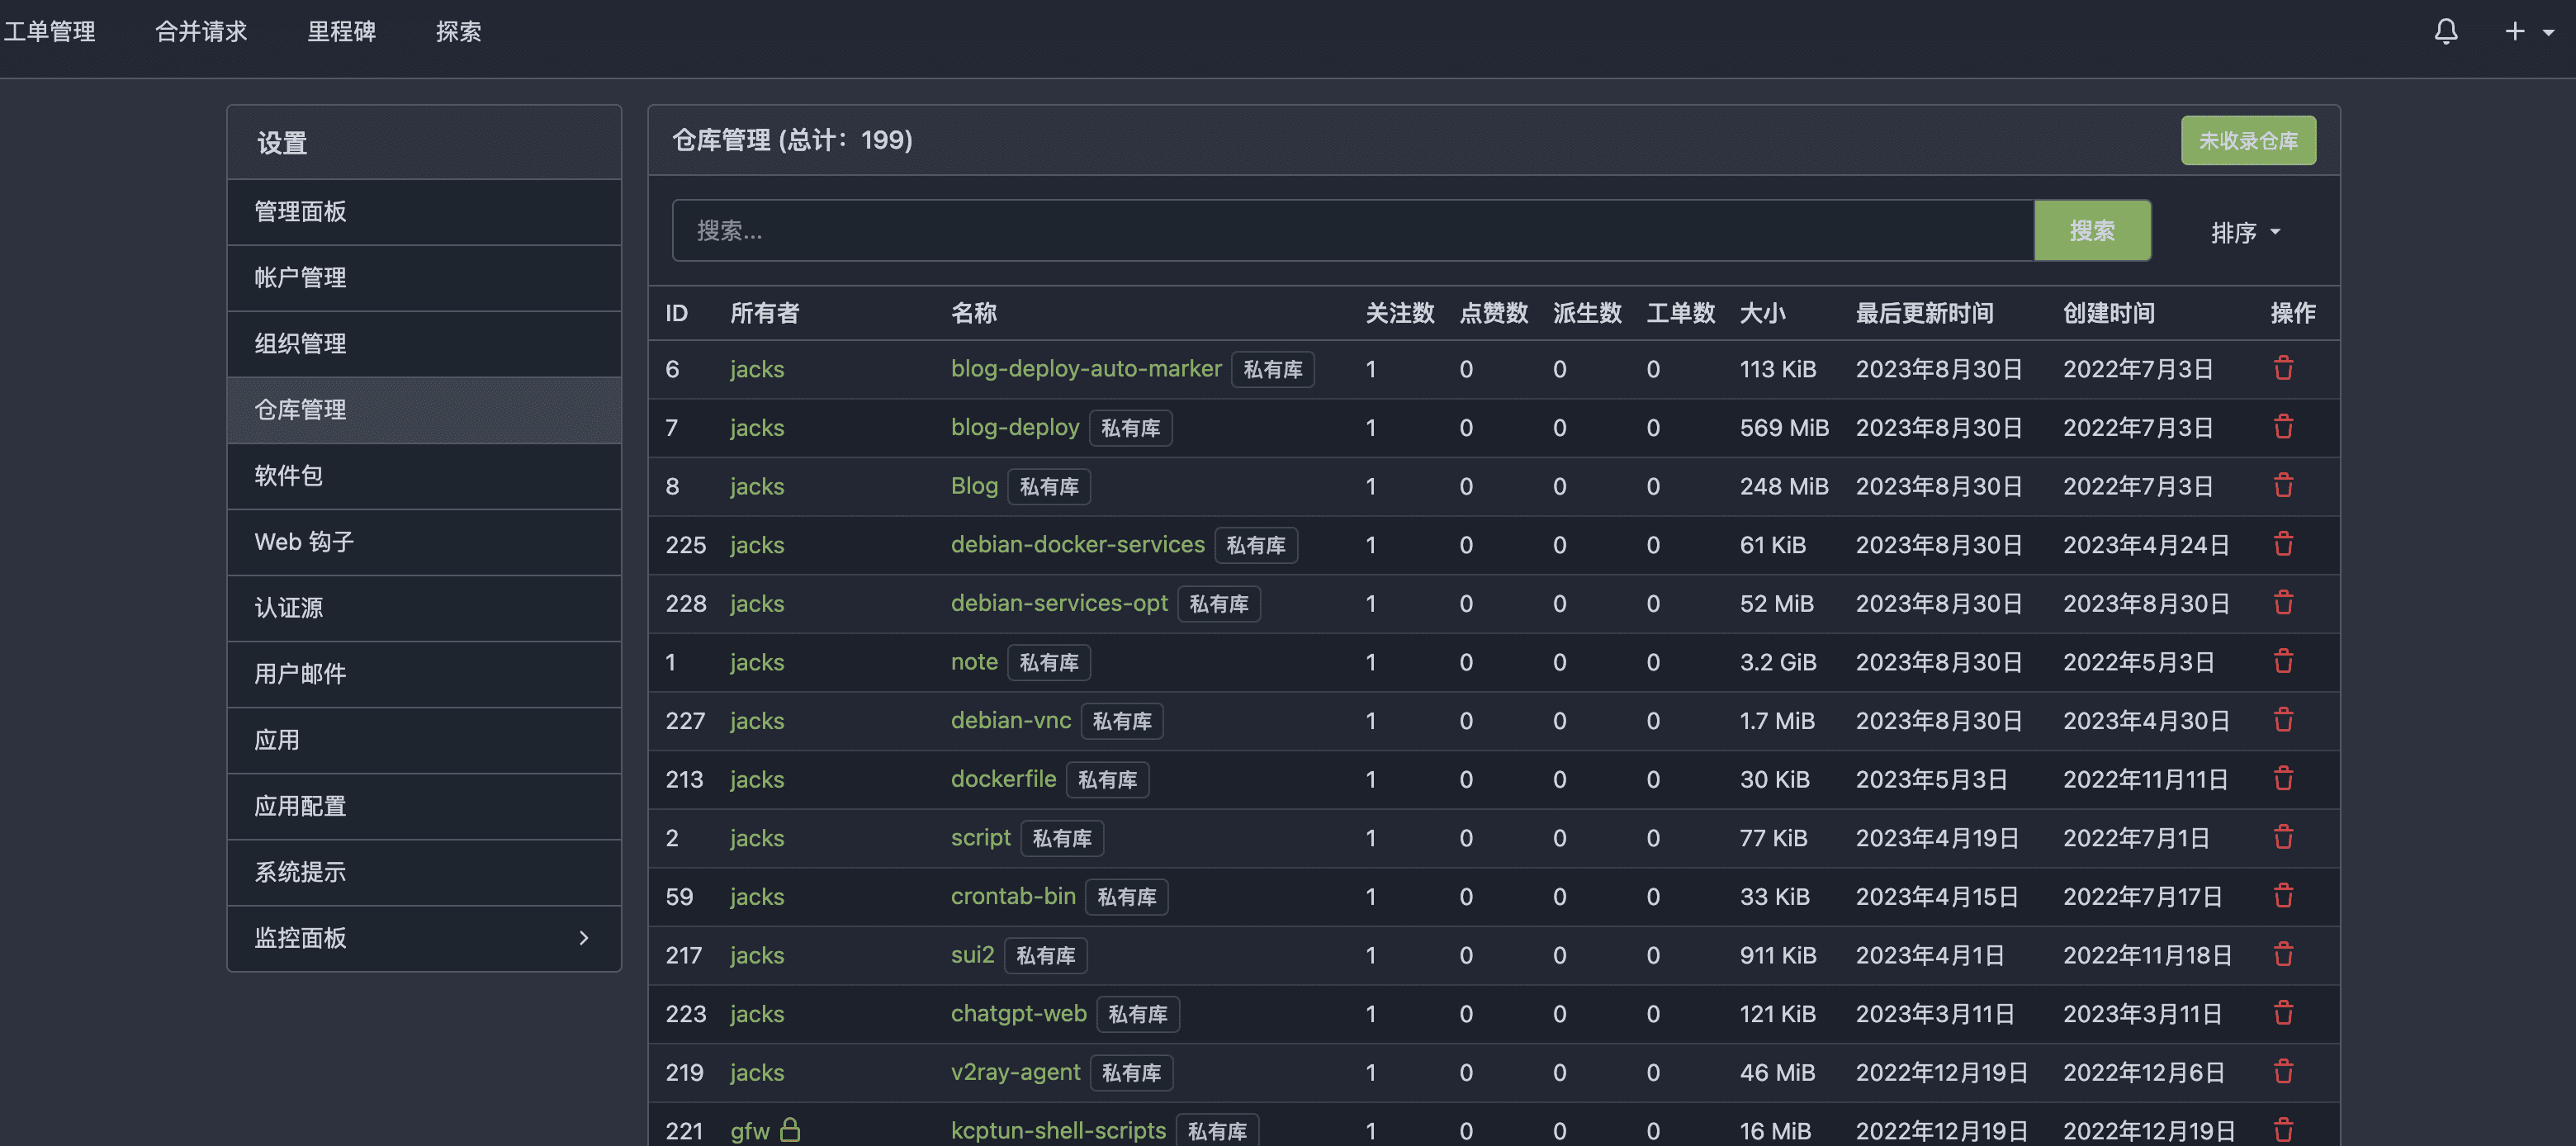 工单管理 合并请求 里程碑 探索
设置
管理面板
帐户管理
组织管理
仓库管理
软件包
Web 钩子
认证源
用户邮件
应用
应用配置
系统提示
监控面板
仓库管理 (总计：199) 未收录仓库
搜索... 搜索 排序
ID 所有者 名称 关注数 点赞数 派生数 工单数 大小 最后更新时间 创建时间 操作
6 jacks blog-deploy-auto-marker 私有库 1 0 0 0 113 KiB 2023年8月30日 2022年7月3日
7 jacks blog-deploy 私有库 1 0 0 0 569 MiB 2023年8月30日 2022年7月3日
8 jacks Blog 私有库 1 0 0 0 248 MiB 2023年8月30日 2022年7月3日
225 jacks debian-docker-services 私有库 1 0 0 0 61 KiB 2023年8月30日 2023年4月24日
228 jacks debian-services-opt 私有库 1 0 0 0 52 MiB 2023年8月30日 2023年8月30日
1 jacks note 私有库 1 0 0 0 3.2 GiB 2023年8月30日 2022年5月3日
227 jacks debian-vnc 私有库 1 0 0 0 1.7 MiB 2023年8月30日 2023年4月30日
213 jacks dockerfile 私有库 1 0 0 0 30 KiB 2023年5月3日 2022年11月11日
2 jacks script 私有库 1 0 0 0 77 KiB 2023年4月19日 2022年7月1日
59 jacks crontab-bin 私有库 1 0 0 0 33 KiB 2023年4月15日 2022年7月17日
217 jacks sui2 私有库 1 0 0 0 911 KiB 2023年4月1日 2022年11月18日
223 jacks chatgpt-web 私有库 1 0 0 0 121 KiB 2023年3月11日 2023年3月11日
219 jacks v2ray-agent 私有库 1 0 0 0 46 MiB 2022年12月19日 2022年12月6日
221 gfw kcptun-shell-scripts 私有库 1 0 0 0 16 MiB 2022年12月19日 2022年12月19日